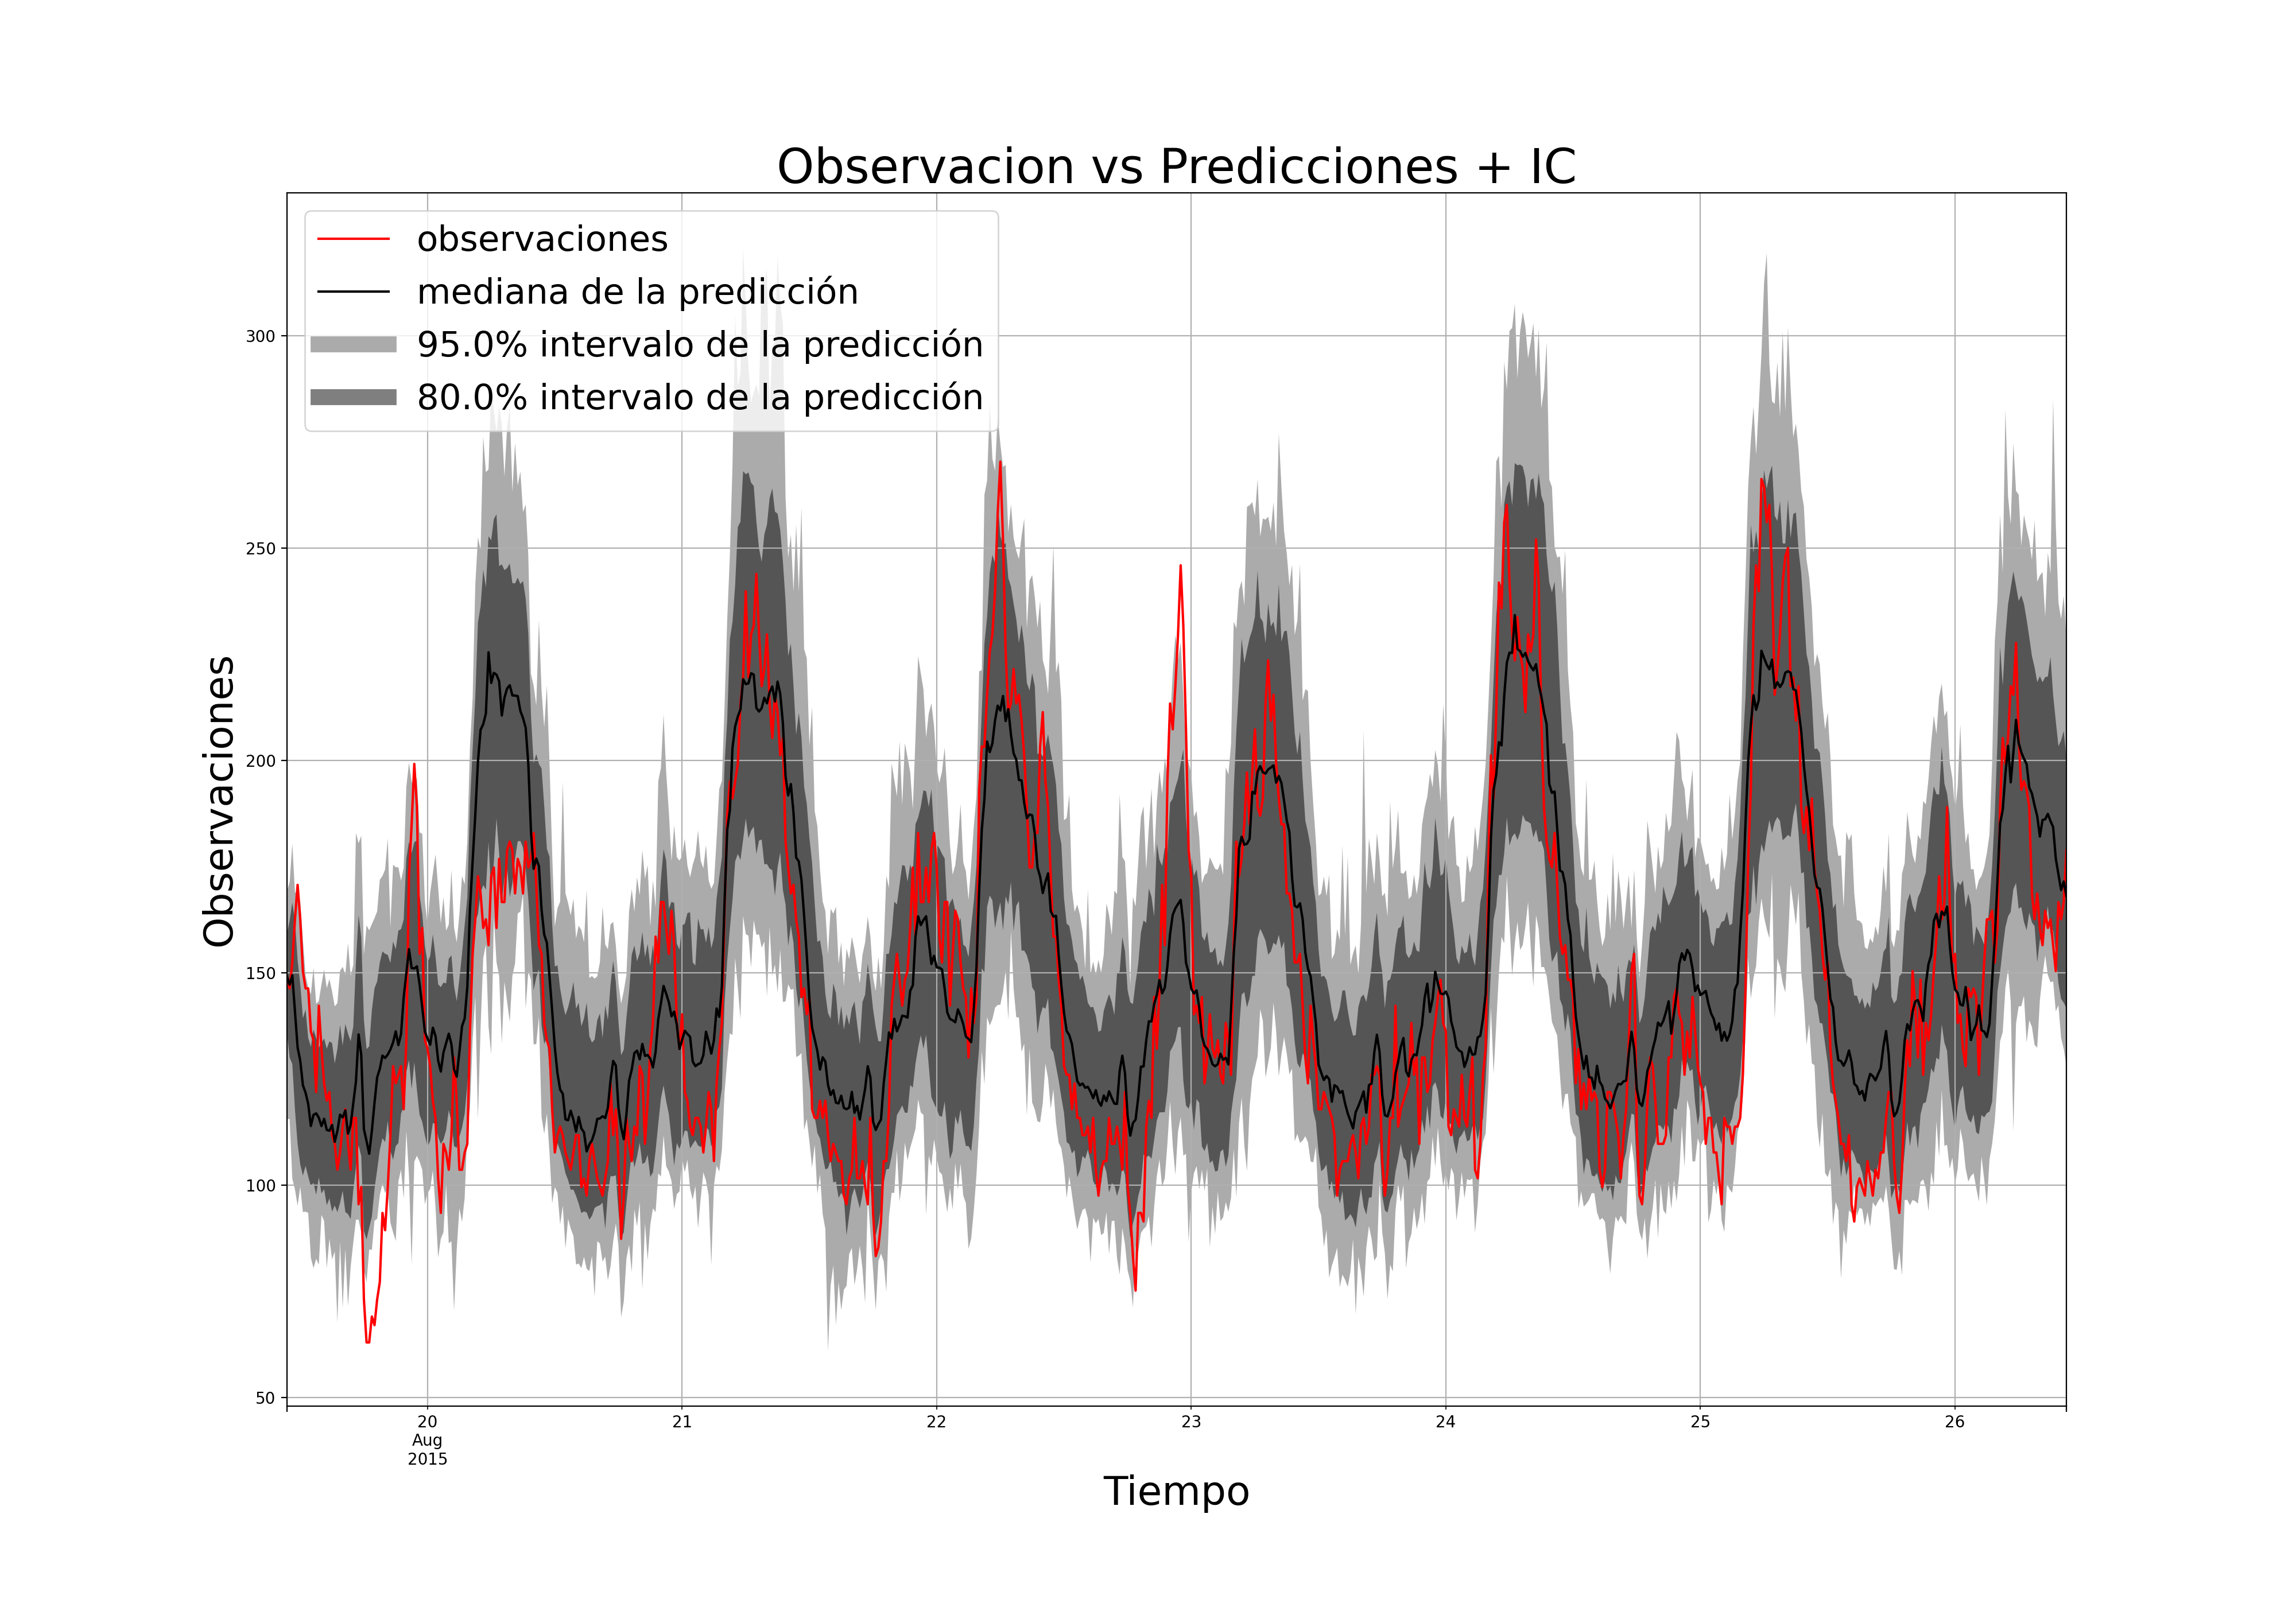 Observacion vs Predicciones + IC
observaciones
mediana de la predicción
95.0% intervalo de la predicción
80.0% intervalo de la predicción
Observaciones
300
250
200
150
100
50
20 21 22 23 24 25 26
Aug
2015
Tiempo